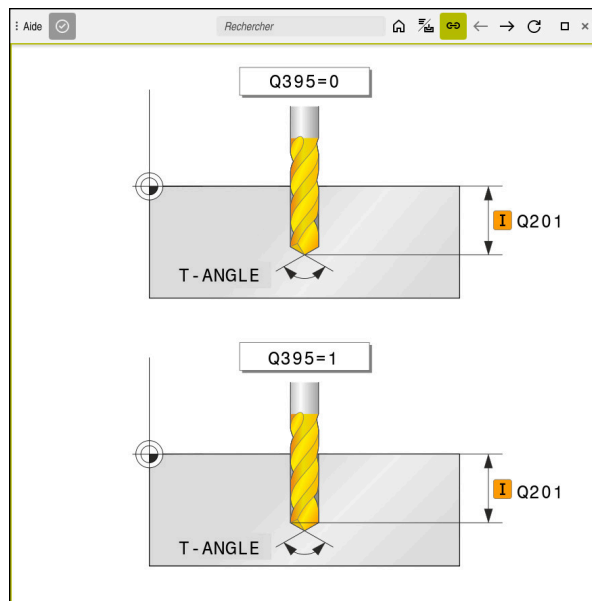 Aide Rechercher
Q395=0
I Q201
T-ANGLE
Q395=1
I Q201
T-ANGLE